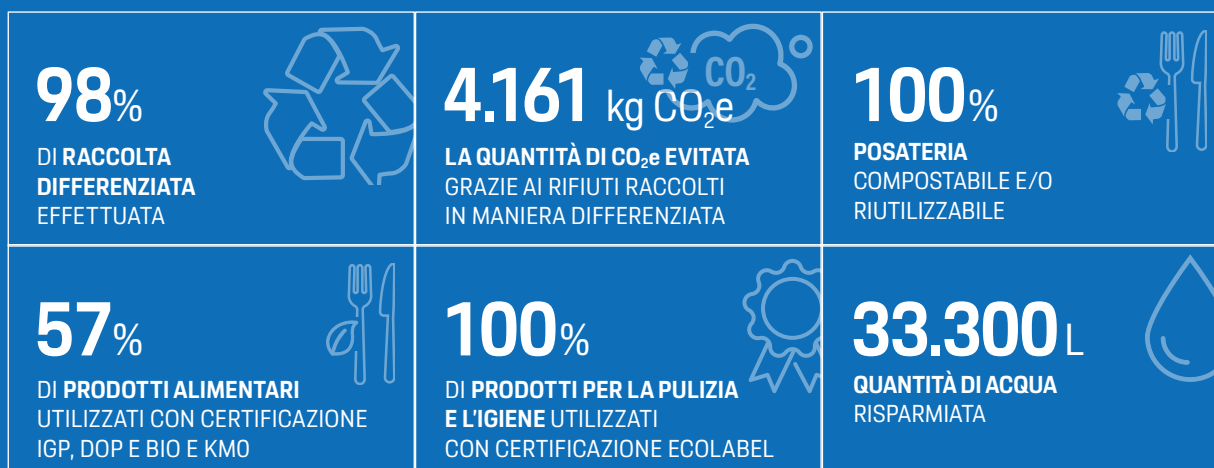 98%
DI RACCOLTA
DIFFERENZIATA
EFFETTUATA
CO₂
4.161 kg CO₂e
LA QUANTITÀ DI CO₂e EVITATA
GRAZIE AI RIFIUTI RACCOLTI
IN MANIERA DIFFERENZIATA
100%
POSATERIA
COMPOSTABILE E/O
RIUTILIZZABILE
57%
DI PRODOTTI ALIMENTARI
UTILIZZATI CON CERTIFICAZIONE
IGP, DOP E BIO E KM0
100%
DI PRODOTTI PER LA PULIZIA
E L'IGIENE UTILIZZATI
CON CERTIFICAZIONE ECOLABEL
33.300 L
QUANTITÀ DI ACQUA
RISPARMIATA